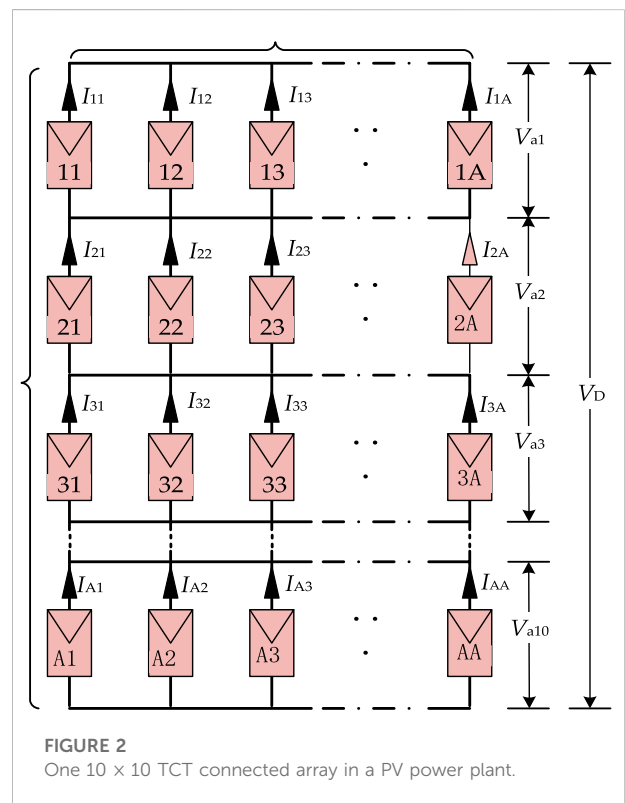 I11 I12 I13 I1A
11 12 13 1A
Va1
I21 I22 I23 I2A
21 22 23 2A
Va2
I31 I32 I33 I3A
31 32 33 3A
Va3
VD
IA1 IA2 IA3 IAA
A1 A2 A3 AA
Va10
FIGURE 2
One 10 × 10 TCT connected array in a PV power plant.